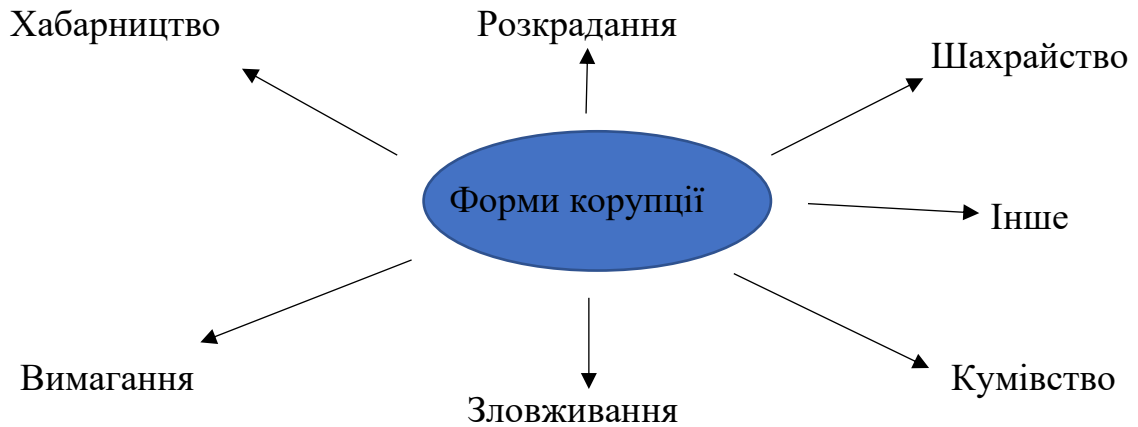 Хабарництво
Розкрадання
Шахрайство
Форми корупції
Інше
Вимагання
Зловживання
Кумівство